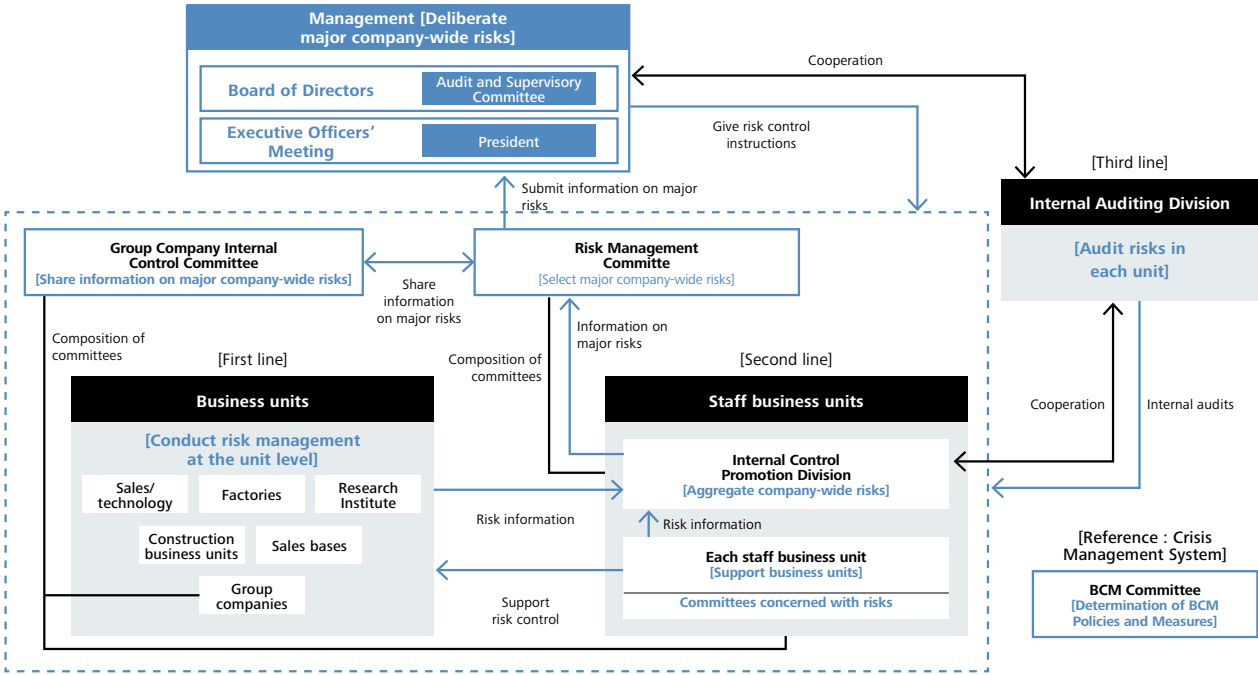 Management [Deliberate
major company-wide risks]
Board of Directors
Audit and Supervisory
Committee
Executive Officers'
Meeting
President
Cooperation
Give risk control
instructions
Submit information on major
risks
[Third line]
Internal Auditing Division
[Audit risks in
each unit]
Group Company Internal
Control Committee
[Share information on major company-wide risks]
Share
information
on major risks
Risk Management
Committe
[Select major company-wide risks]
Composition of
committees
[First line]
Composition of
committees
Information on
major risks
[Second line]
Business units
[Conduct risk management
at the unit level]
Sales/
technology
Factories
Research
Institute
Construction
business units
Sales bases
Group
companies
Risk information
Support
risk control
Staff business units
Internal Control
Promotion Division
[Aggregate company-wide risks]
Risk information
Each staff business unit
[Support business units]
Committees concerned with risks
Cooperation
Internal audits
[Reference : Crisis
Management System]
BCM Committee
[Determination of BCM
Policies and Measures]